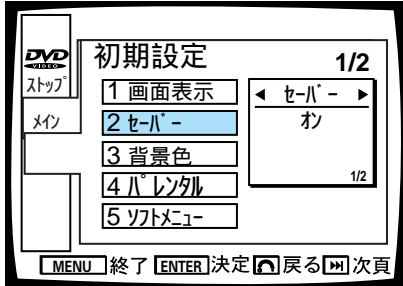 DVD
VIDEO
ストップ
メイン
初期設定
1/2
1 画面表示
2 セーバー
3 背景色
4 パレンタル
5 ソフトメニュー
◀ セーバー ▶
オン
1/2
MENU 終了 ENTER 決定 戻る ⏭ 次頁